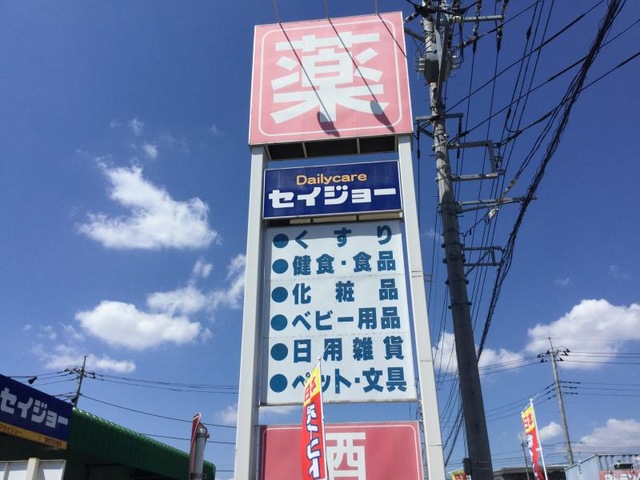 薬
Dailycare
セイジョー
●くすり
●健食・食品
●化粧品
●ベビー用品
●日用雑貨
●ペット・文具
酒
セイジョー